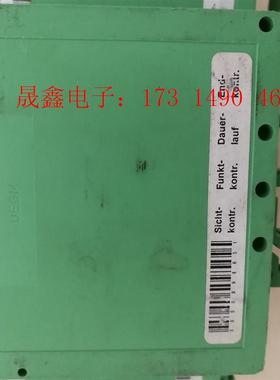 晟鑫电子：173 1490 46
Sicht-
kontr.
Funkt-
kontr.
Dauer-
lauf
End-
kontr.